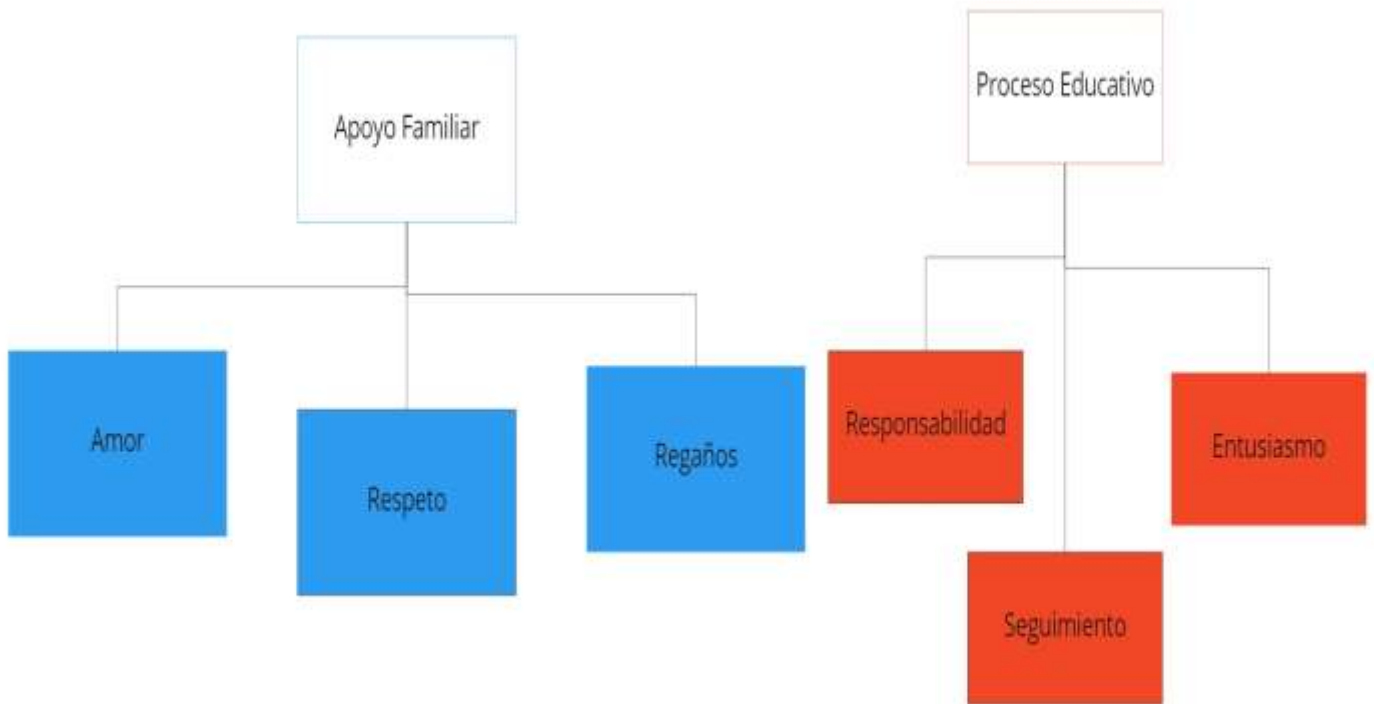 Apoyo Familiar
Amor
Respeto
Regaños
Proceso Educativo
Responsabilidad
Seguimiento
Entusiasmo